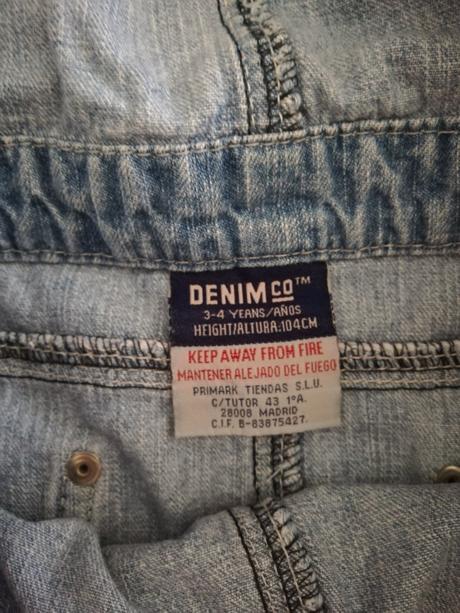 DENIM CO™
3-4 YEARS/AÑOS
HEIGHT/ALTURA:104CM
KEEP AWAY FROM FIRE
MANTENER ALEJADO DEL FUEGO
PRIMARK TIENDAS S.L.U.
C/TUTOR 43 1ºA.
28008 MADRID
C.I.F. B-83875427.